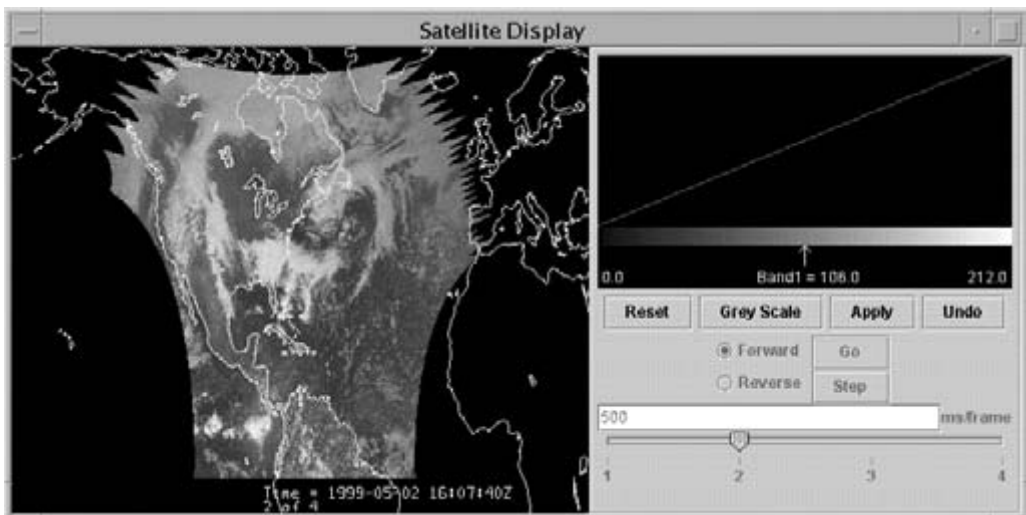 Satellite Display
0.0 Band1 = 106.0 212.0
Reset Grey Scale Apply Undo
Forward Go
Reverse Step
500 ms/frame
1 2 3 4
Time = 1999-05-02 16:07:40Z
2 of 4